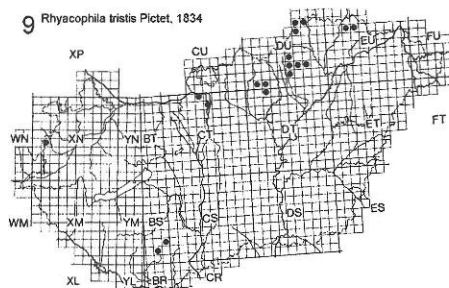 9 Rhyacophila tristis Pictet, 1834
XP CU DU EU FU
WN XN YN BT CT DT ET FT
WM XM YM BS CS DS ES
XL YL BR CR